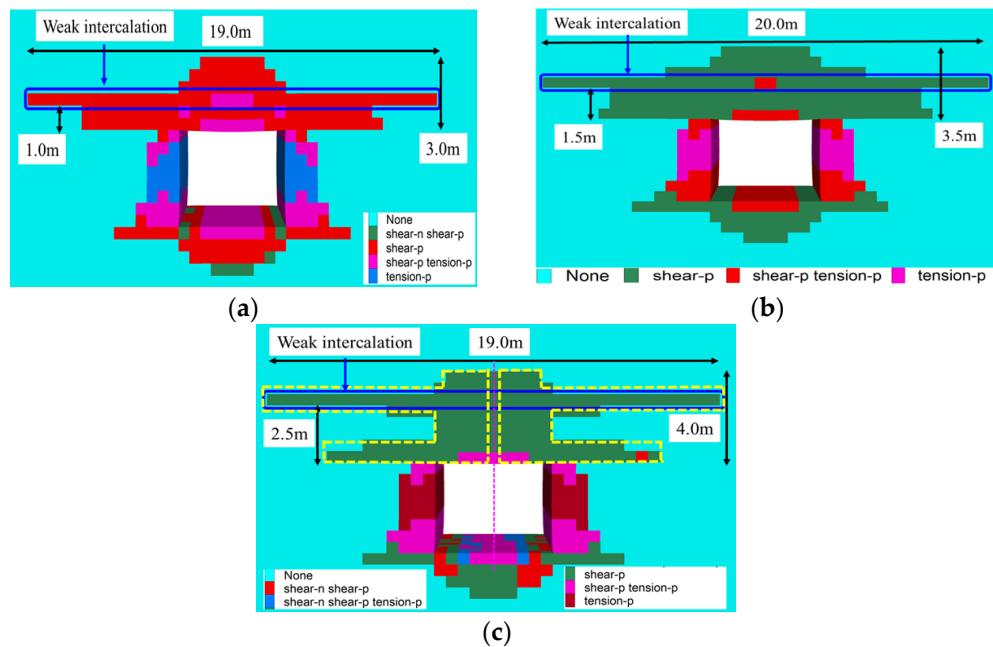 Weak intercalation
19.0m
1.0m
3.0m
None
shear-n shear-p
shear-p
shear-p tension-p
tension-p
(a)
Weak intercalation
20.0m
1.5m
3.5m
None shear-p shear-p tension-p tension-p
(b)
Weak intercalation
19.0m
2.5m
4.0m
None
shear-n shear-p
shear-n shear-p tension-p
shear-p
shear-p tension-p
tension-p
(c)